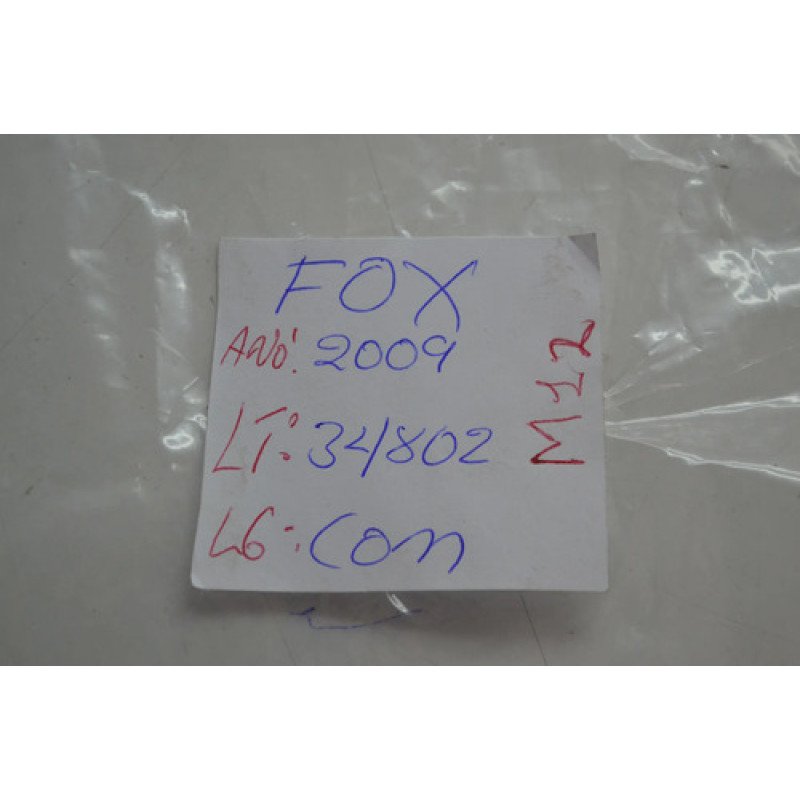 FOX
ANO: 2009
LT: 34802
LG: Com
M12